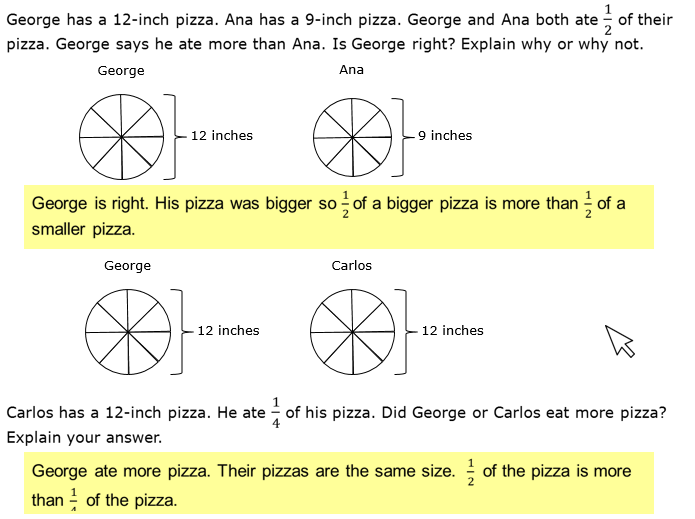 George has a 12-inch pizza. Ana has a 9-inch pizza. George and Ana both ate 1/2 of their
pizza. George says he ate more than Ana. Is George right? Explain why or why not.
George Ana
12 inches 9 inches
George is right. His pizza was bigger so 1/2 of a bigger pizza is more than 1/2 of a
smaller pizza.
George Carlos
12 inches 12 inches
Carlos has a 12-inch pizza. He ate 1/4 of his pizza. Did George or Carlos eat more pizza?
Explain your answer.
George ate more pizza. Their pizzas are the same size. 1/2 of the pizza is more
than 1/4 of the pizza.